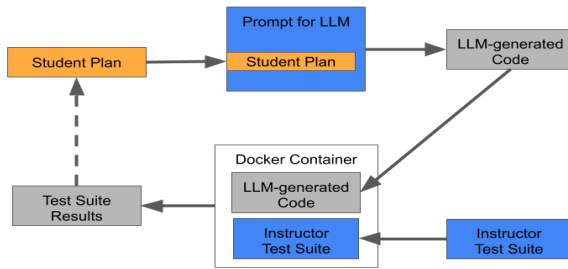 Prompt for LLM
Student Plan
Student Plan
LLM-generated
Code
Docker Container
LLM-generated
Code
Test Suite
Results
Instructor
Test Suite
Instructor
Test Suite